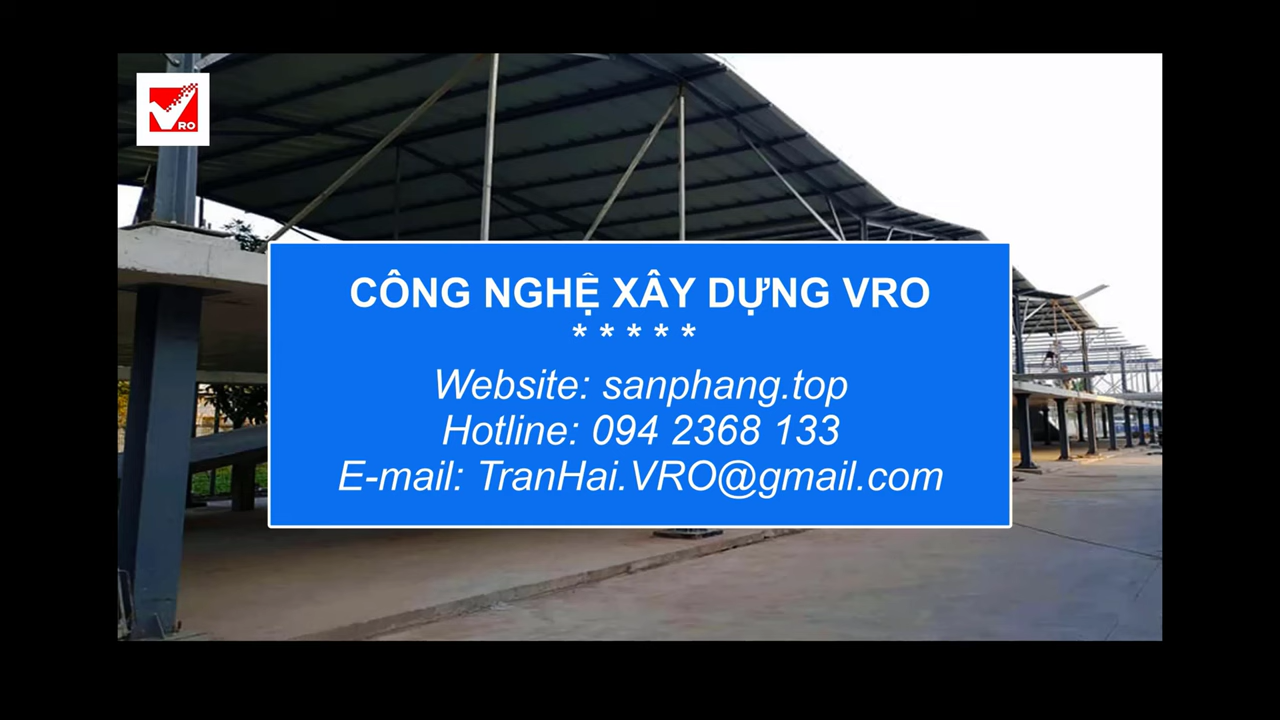 VRO
CÔNG NGHỆ XÂY DỰNG VRO
* * * * *
Website: sanphang.top
Hotline: 094 2368 133
E-mail: TranHai.VRO@gmail.com